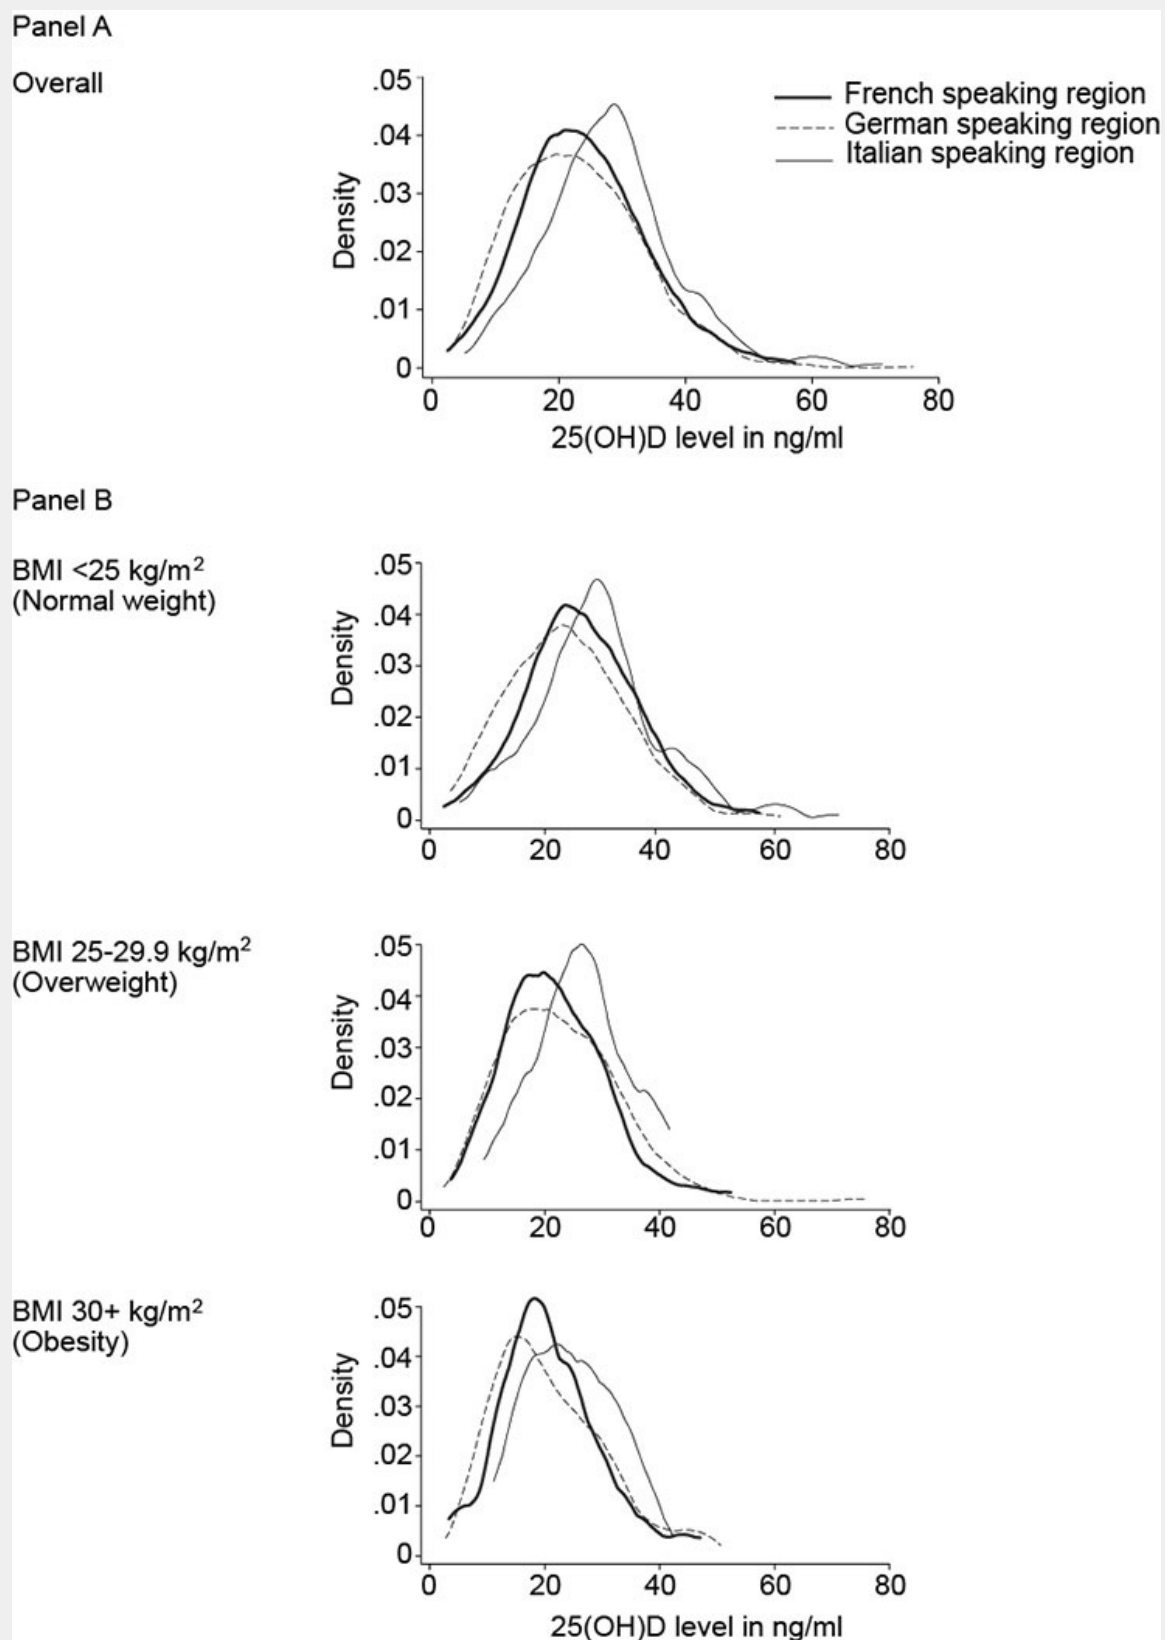 Panel A
Overall
French speaking region
German speaking region
Italian speaking region
.05
.04
.03
.02
.01
0
Density
0 20 40 60 80
25(OH)D level in ng/ml
Panel B
BMI <25 kg/m²
(Normal weight)
.05
.04
.03
.02
.01
0
Density
0 20 40 60 80
BMI 25-29.9 kg/m²
(Overweight)
.05
.04
.03
.02
.01
0
Density
0 20 40 60 80
BMI 30+ kg/m²
(Obesity)
.05
.04
.03
.02
.01
0
Density
0 20 40 60 80
25(OH)D level in ng/ml